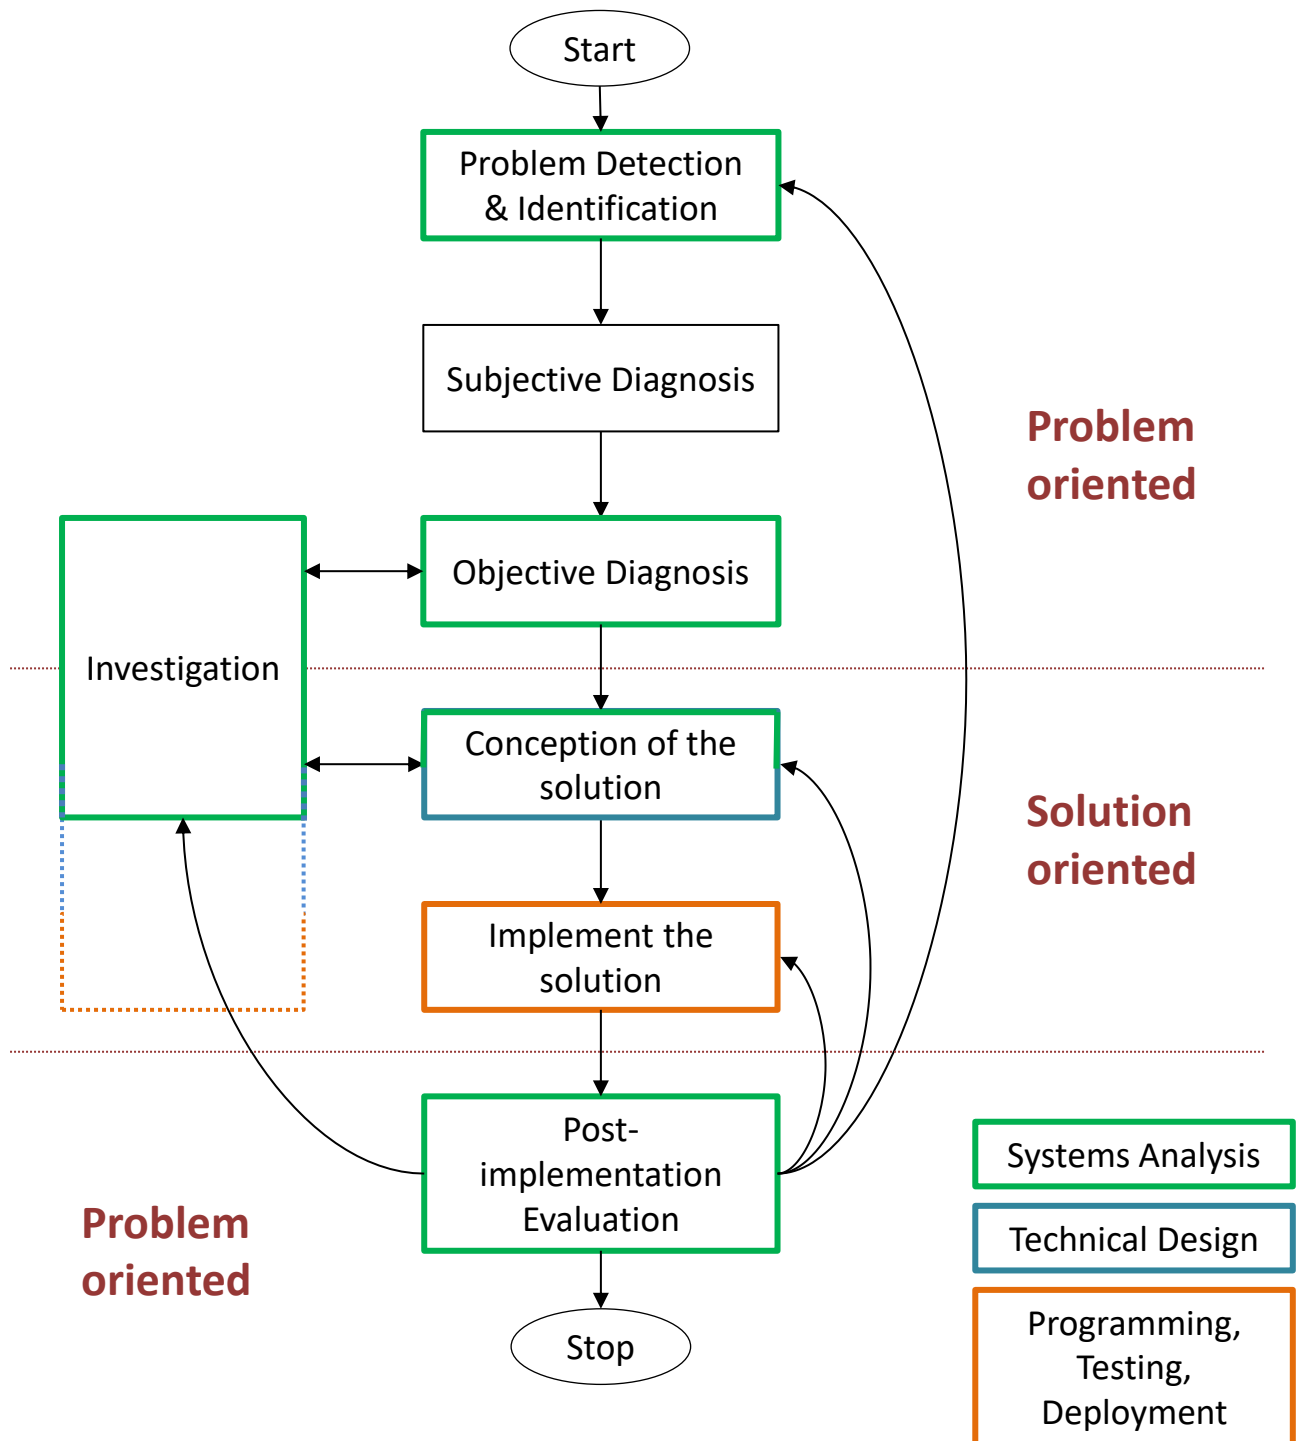 Start
Problem Detection
& Identification
Subjective Diagnosis
Problem
oriented
Objective Diagnosis
Investigation
Conception of the
solution
Solution
oriented
Implement the
solution
Post-
implementation
Evaluation
Problem
oriented
Stop
Systems Analysis
Technical Design
Programming,
Testing,
Deployment